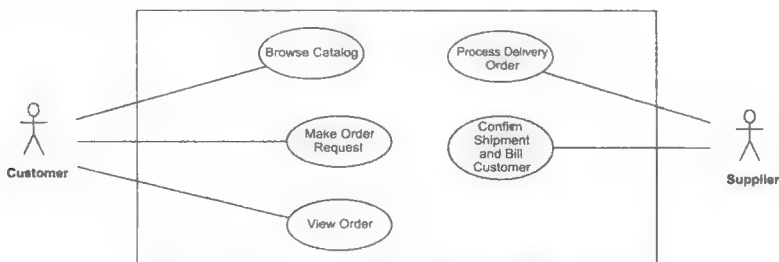 Browse Catalog
Process Delivery
Order
Make Order
Request
Confirm
Shipment
and Bill
Customer
Customer
Supplier
View Order